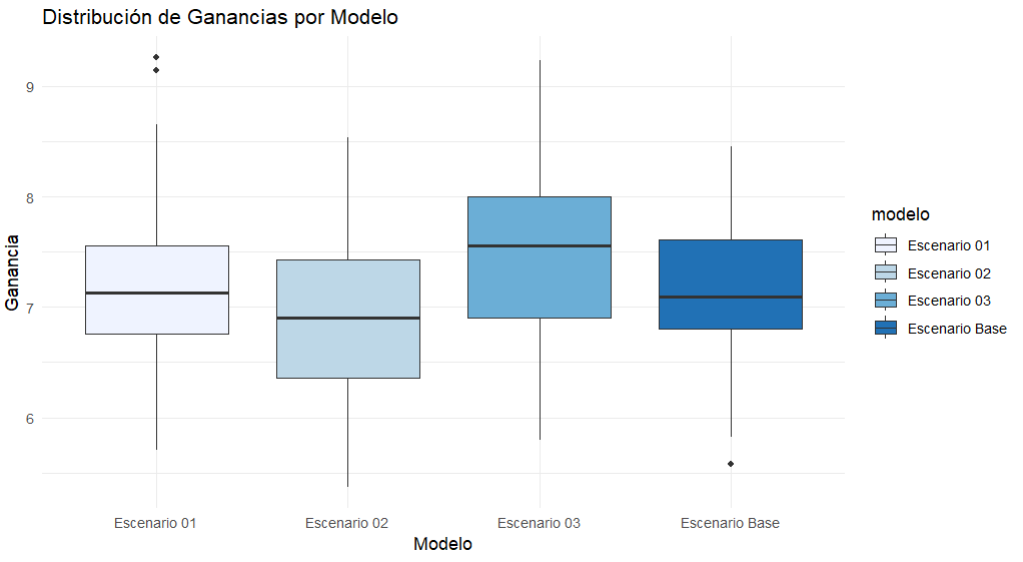 Distribución de Ganancias por Modelo
9
8
7
6
Ganancia
Escenario 01
Escenario 02
Escenario 03
Escenario Base
Modelo
modelo
Escenario 01
Escenario 02
Escenario 03
Escenario Base